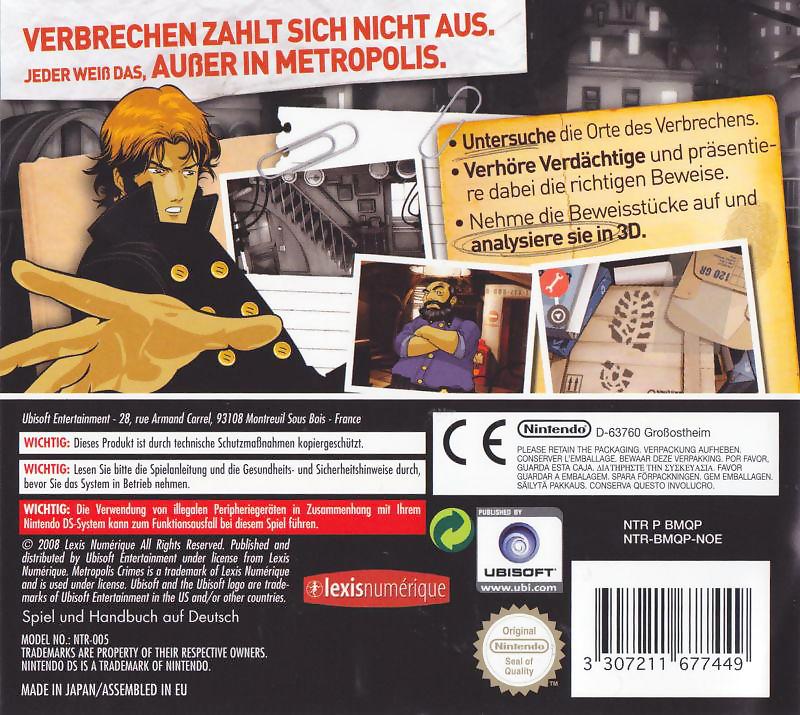 VERBRECHEN ZAHLT SICH NICHT AUS.
JEDER WEIß DAS, AUßER IN METROPOLIS.
• Untersuche die Orte des Verbrechens.
• Verhöre Verdächtige und präsentie-
re dabei die richtigen Beweise.
• Nehme die Beweisstücke auf und
analysiere sie in 3D.
120 GR
Ubisoft Entertainment - 28, rue Armand Carrel, 93108 Montreuil Sous Bois - France
WICHTIG: Dieses Produkt ist durch technische Schutzmaßnahmen kopiergeschützt.
WICHTIG: Lesen Sie bitte die Spielanleitung und die Gesundheits- und Sicherheitshinweise durch,
bevor Sie das System in Betrieb nehmen.
WICHTIG: Die Verwendung von illegalen Peripheriegeräten in Zusammenhang mit Ihrem
Nintendo DS-System kann zum Funktionsausfall bei diesem Spiel führen.
© 2008 Lexis Numérique All Rights Reserved. Published and
distributed by Ubisoft Entertainment under license from Lexis
Numérique. Metropolis Crimes is a trademark of Lexis Numérique
and is used under license. Ubisoft and the Ubisoft logo are trade-
marks of Ubisoft Entertainment in the US and/or other countries.
Spiel und Handbuch auf Deutsch
MODEL NO.: NTR-005
TRADEMARKS ARE PROPERTY OF THEIR RESPECTIVE OWNERS.
NINTENDO DS IS A TRADEMARK OF NINTENDO.
MADE IN JAPAN/ASSEMBLED IN EU
lexisnumérique
CE
Nintendo D-63760 Großostheim
PLEASE RETAIN THE PACKAGING. VERPACKUNG AUFHEBEN.
CONSERVER L'EMBALLAGE. BEWAAR DEZE VERPAKKING. POR FAVOR,
GUARDA ESTA CAJA. ΔΙΑΤΗΡΗΣΤΕ ΤΗΝ ΣΥΣΚΕΥΑΣΙΑ. FAVOR
GUARDAR A EMBALAGEM. SPARA FÖRPACKNINGEN. GEM EMBALLAGEN.
SÄILYTÄ PAKKAUS. CONSERVA QUESTO INVOLUCRO.
PUBLISHED BY
UBISOFT
www.ubi.com
NTR P BMQP
NTR-BMQP-NOE
Original
Nintendo
Seal of
Quality
TM
3 307211 677449